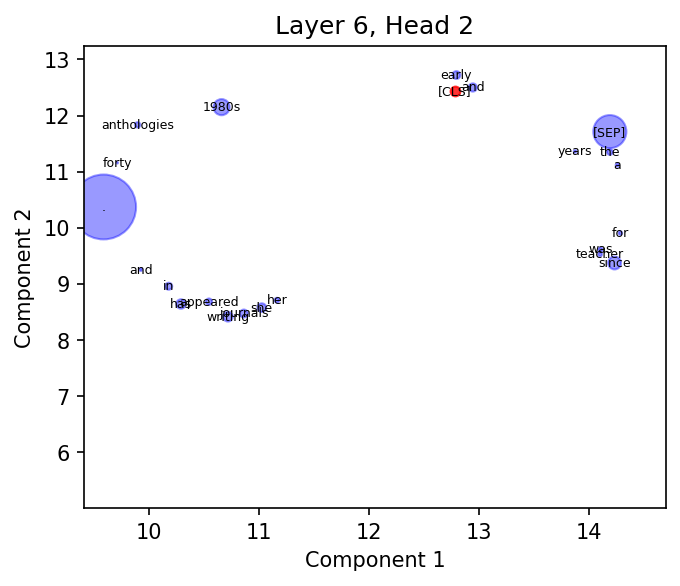 Layer 6, Head 2
13
early
and
[CLS]
1980s
12
anthologies
[SEP]
years
the
11
forty
a
.
10
for
was
teacher
since
9
and
in
her
has
appeared
she
journals
writing
8
7
6
Component 2
10
11
12
13
14
Component 1